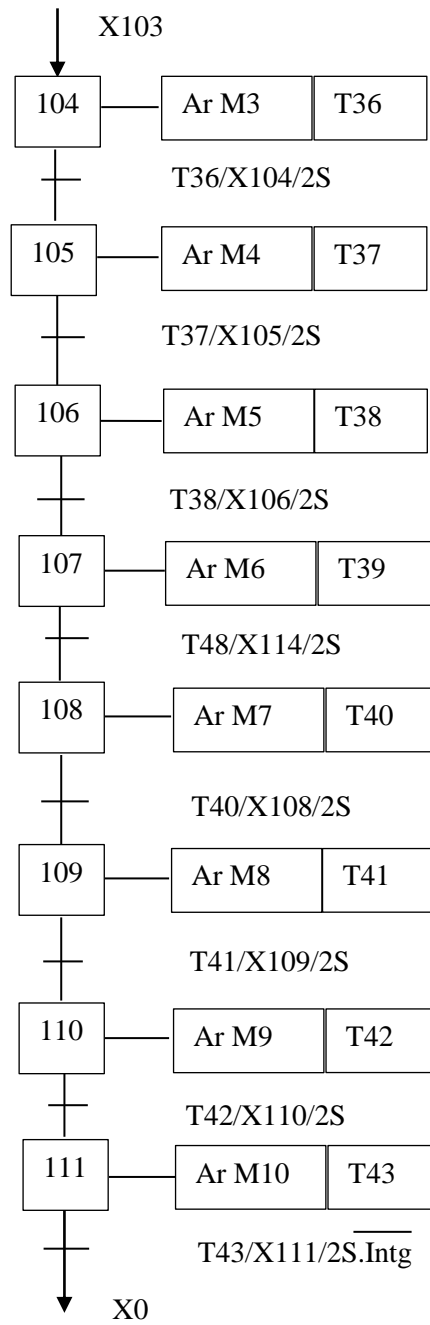 X103
104 Ar M3 T36
T36/X104/2S
105 Ar M4 T37
T37/X105/2S
106 Ar M5 T38
T38/X106/2S
107 Ar M6 T39
T48/X114/2S
108 Ar M7 T40
T40/X108/2S
109 Ar M8 T41
T41/X109/2S
110 Ar M9 T42
T42/X110/2S
111 Ar M10 T43
T43/X111/2S.I̅n̅t̅g̅
X0